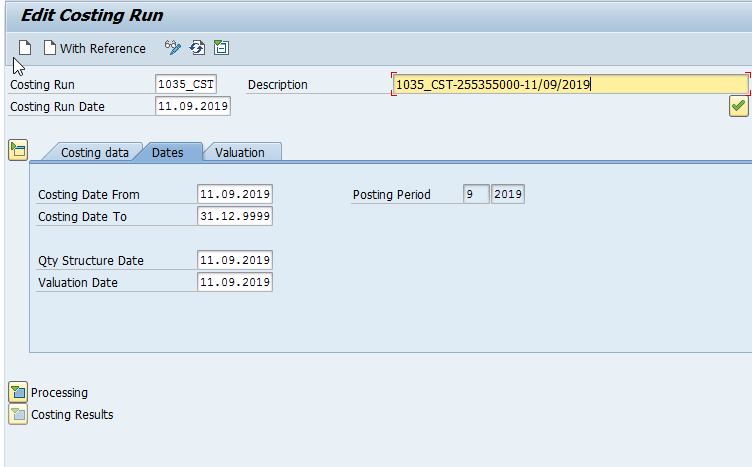 Edit Costing Run
With Reference
Costing Run 1035_CST Description 1035_CST-255355000-11/09/2019
Costing Run Date 11.09.2019
Costing data Dates Valuation
Costing Date From 11.09.2019 Posting Period 9 2019
Costing Date To 31.12.9999
Qty Structure Date 11.09.2019
Valuation Date 11.09.2019
Processing
Costing Results